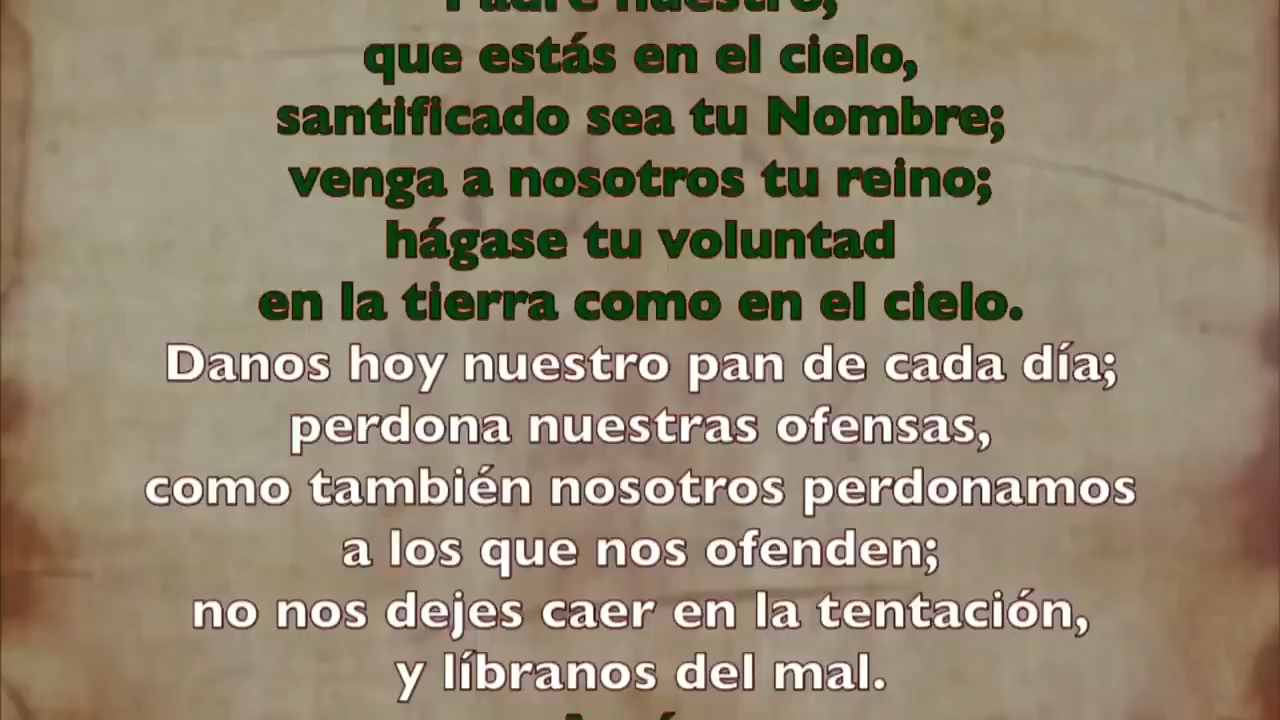 Padre nuestro,
que estás en el cielo,
santificado sea tu Nombre;
venga a nosotros tu reino;
hágase tu voluntad
en la tierra como en el cielo.
Danos hoy nuestro pan de cada día;
perdona nuestras ofensas,
como también nosotros perdonamos
a los que nos ofenden;
no nos dejes caer en la tentación,
y líbranos del mal.